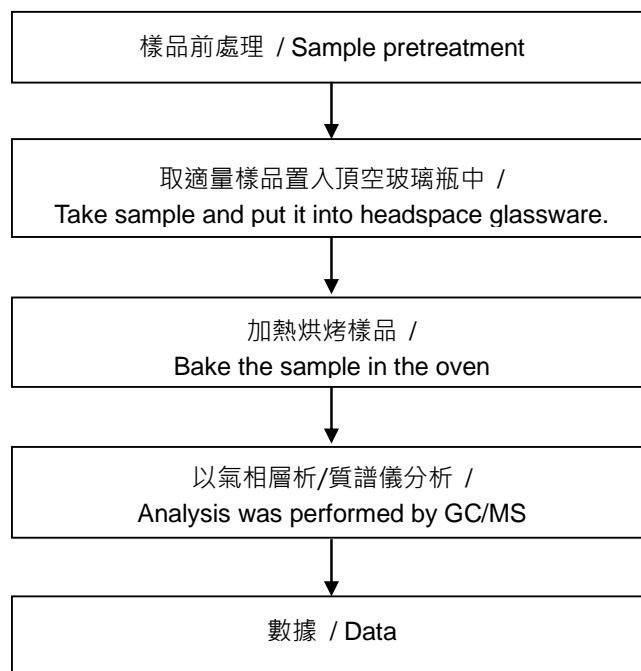 樣品前處理 / Sample pretreatment
取適量樣品置入頂空玻璃瓶中 /
Take sample and put it into headspace glassware.
加熱烘烤樣品 /
Bake the sample in the oven
以氣相層析/質譜儀分析 /
Analysis was performed by GC/MS
數據 / Data